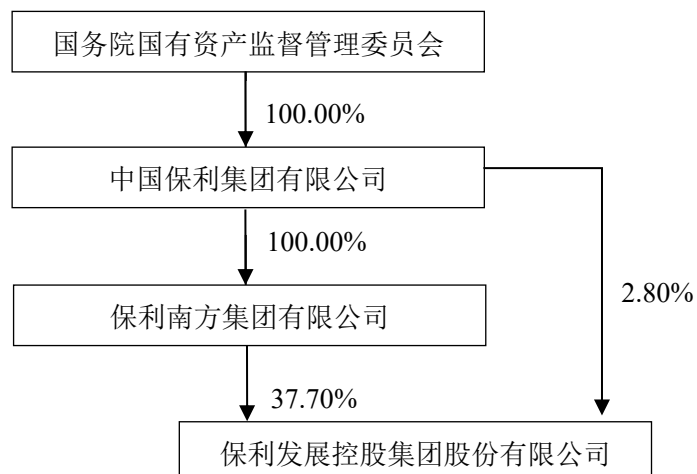 国务院国有资产监督管理委员会
100.00%
中国保利集团有限公司
100.00%
2.80%
保利南方集团有限公司
37.70%
保利发展控股集团股份有限公司